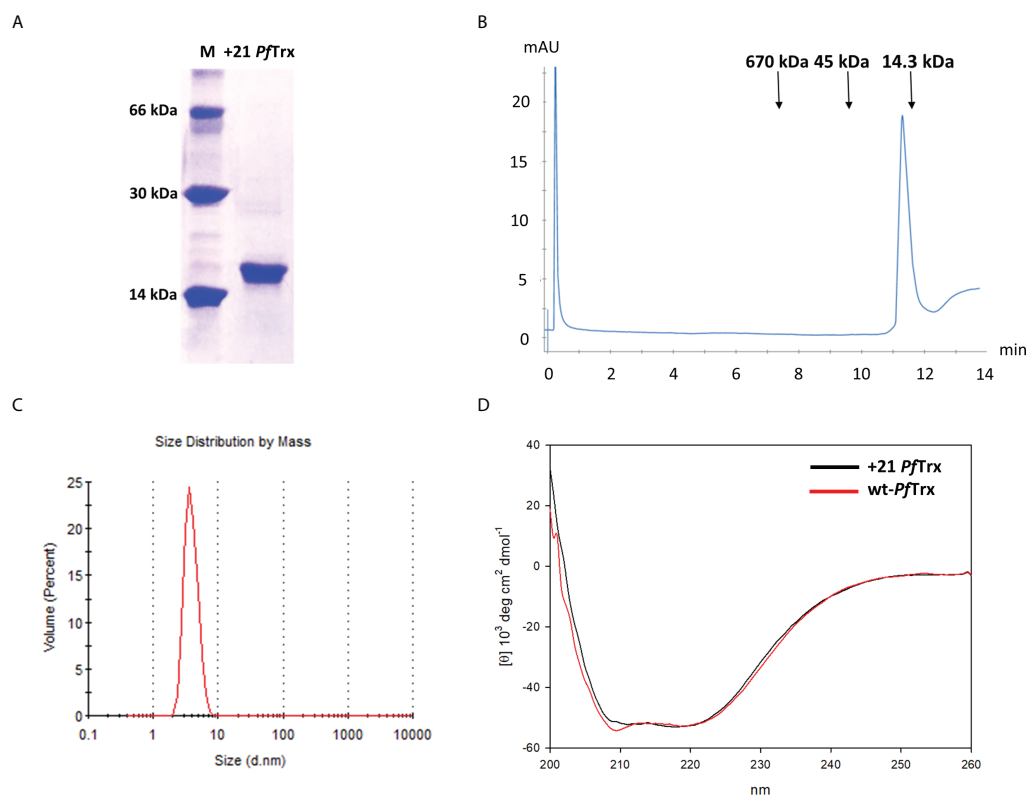 A
M +21 PfTrx
66 kDa
30 kDa
14 kDa
B
mAU
670 kDa 45 kDa 14.3 kDa
20
15
10
5
0
0 2 4 6 8 10 12 14
min
C
Size Distribution by Mass
Volume (Percent)
25
20
15
10
5
0
0.1 1 10 100 1000 10000
Size (d.nm)
D
[θ] 10³ deg cm² dmol⁻¹
40
20
0
-20
-40
-60
+21 PfTrx
wt-PfTrx
200 210 220 230 240 250 260
nm